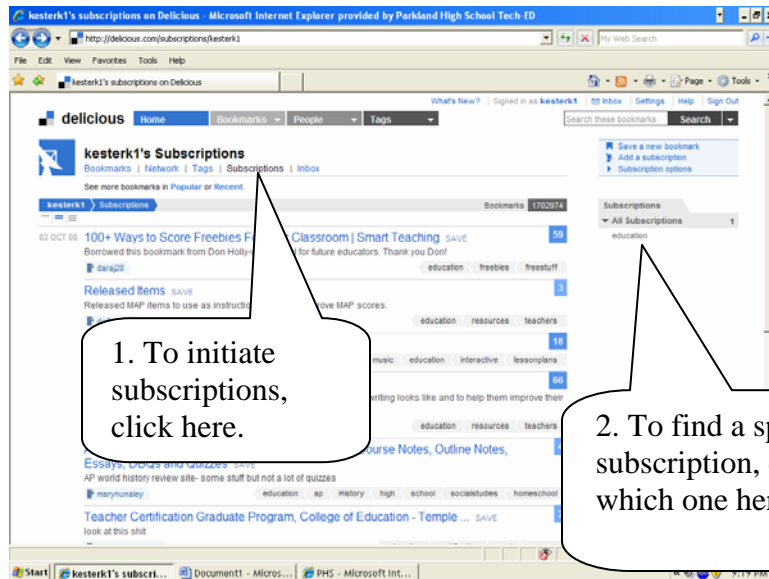 kesterk1's subscriptions on Delicious - Microsoft Internet Explorer provided by Parkland High School Tech-ED
http://delicious.com/subscriptions/kesterk1
My Web Search
File Edit View Favorites Tools Help
kesterk1's subscriptions on Delicious
Page Tools
What's New? Signed in as kesterk1 Inbox Settings Help Sign Out
delicious Home Bookmarks People Tags
Search these bookmarks Search
kesterk1's Subscriptions
Bookmarks | Network | Tags | Subscriptions | Inbox
See more bookmarks in Popular or Recent.
Save a new bookmark
Add a subscription
Subscription options
kesterk1 Subscriptions Bookmarks 1702974
Subscriptions
All Subscriptions 1
education
03 OCT 08 100+ Ways to Score Freebies F Classroom | Smart Teaching SAVE 59
Borrowed this bookmark from Don Holly for future educators. Thank you Don!
daraj20 education freebies freestuff
Released Items SAVE 3
Released MAP items to use as instructi ove MAP scores.
education resources teachers
18
music education interactive lessonplans
66
writing looks like and to help them improve their
education resources teachers
1. To initiate
subscriptions,
click here.
2. To find a sp
subscription,
which one her
ourse Notes, Outline Notes,
Essays, DBQs and Quizzes SAVE
AP world history review site- some stuff but not a lot of quizzes
marynunsley education ap History high school socialstudies homeschool
Teacher Certification Graduate Program, College of Education - Temple ... SAVE
look at this shit
Start kesterk1's subscri... Document1 - Micros... PHS - Microsoft Int... 9:19 PM